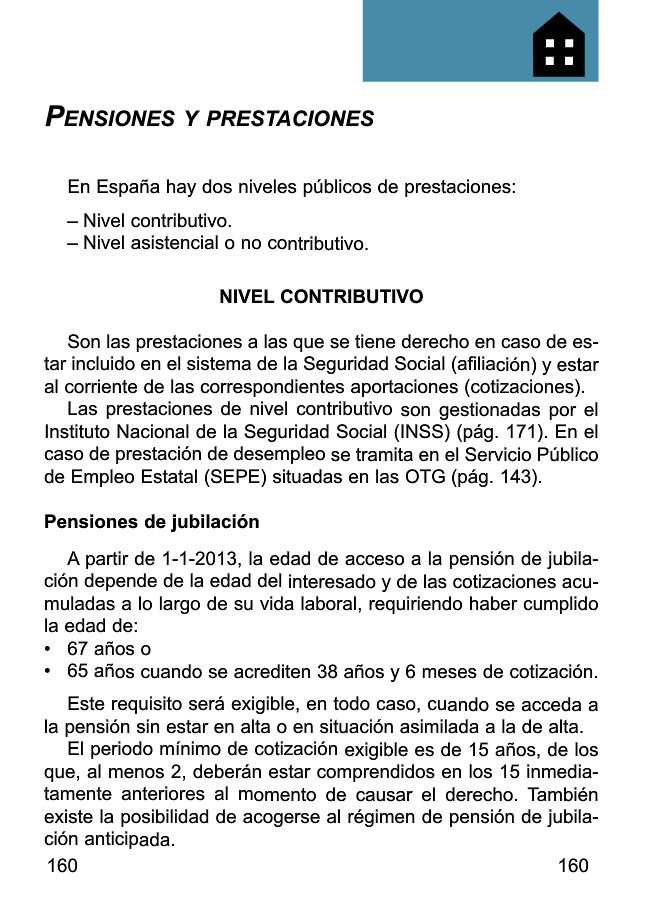 PENSIONES Y PRESTACIONES
En España hay dos niveles públicos de prestaciones:
– Nivel contributivo.
– Nivel asistencial o no contributivo.
NIVEL CONTRIBUTIVO
Son las prestaciones a las que se tiene derecho en caso de es-
tar incluido en el sistema de la Seguridad Social (afiliación) y estar
al corriente de las correspondientes aportaciones (cotizaciones).
Las prestaciones de nivel contributivo son gestionadas por el
Instituto Nacional de la Seguridad Social (INSS) (pág. 171). En el
caso de prestación de desempleo se tramita en el Servicio Público
de Empleo Estatal (SEPE) situadas en las OTG (pág. 143).
Pensiones de jubilación
A partir de 1-1-2013, la edad de acceso a la pensión de jubila-
ción depende de la edad del interesado y de las cotizaciones acu-
muladas a lo largo de su vida laboral, requiriendo haber cumplido
la edad de:
• 67 años o
• 65 años cuando se acrediten 38 años y 6 meses de cotización.
Este requisito será exigible, en todo caso, cuando se acceda a
la pensión sin estar en alta o en situación asimilada a la de alta.
El periodo mínimo de cotización exigible es de 15 años, de los
que, al menos 2, deberán estar comprendidos en los 15 inmedia-
tamente anteriores al momento de causar el derecho. También
existe la posibilidad de acogerse al régimen de pensión de jubila-
ción anticipada.
160 160